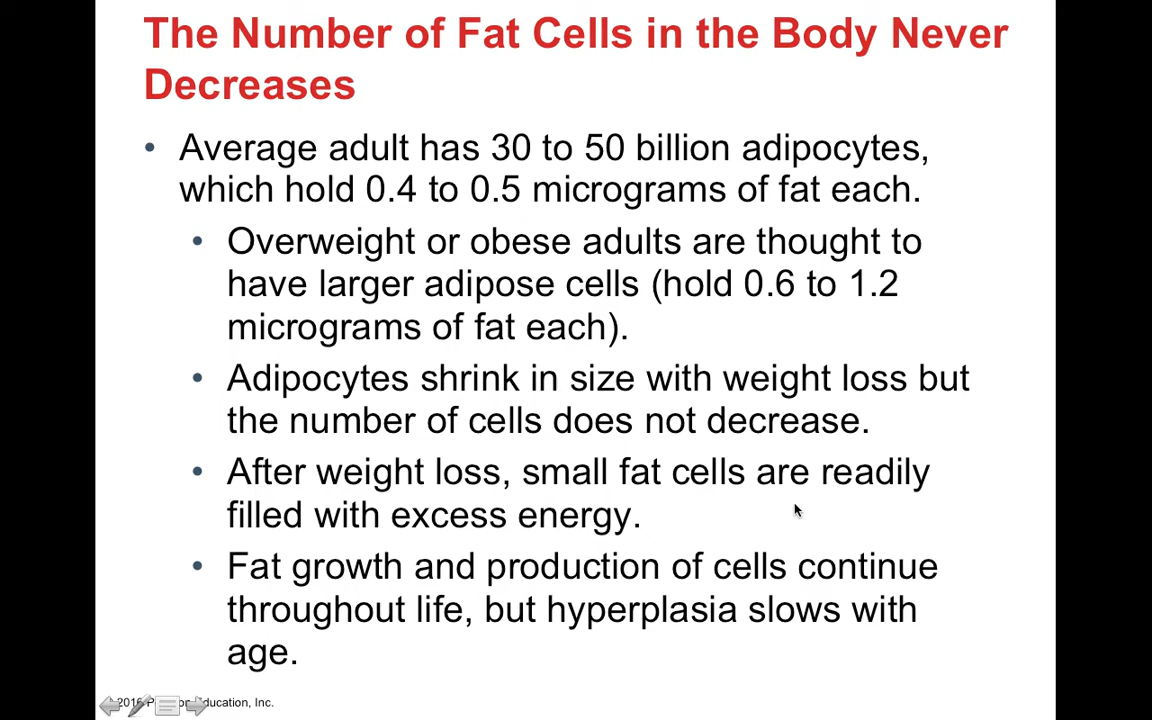 The Number of Fat Cells in the Body Never
Decreases
• Average adult has 30 to 50 billion adipocytes,
which hold 0.4 to 0.5 micrograms of fat each.
• Overweight or obese adults are thought to
have larger adipose cells (hold 0.6 to 1.2
micrograms of fat each).
• Adipocytes shrink in size with weight loss but
the number of cells does not decrease.
• After weight loss, small fat cells are readily
filled with excess energy.
• Fat growth and production of cells continue
throughout life, but hyperplasia slows with
age.
2016 Education, Inc.